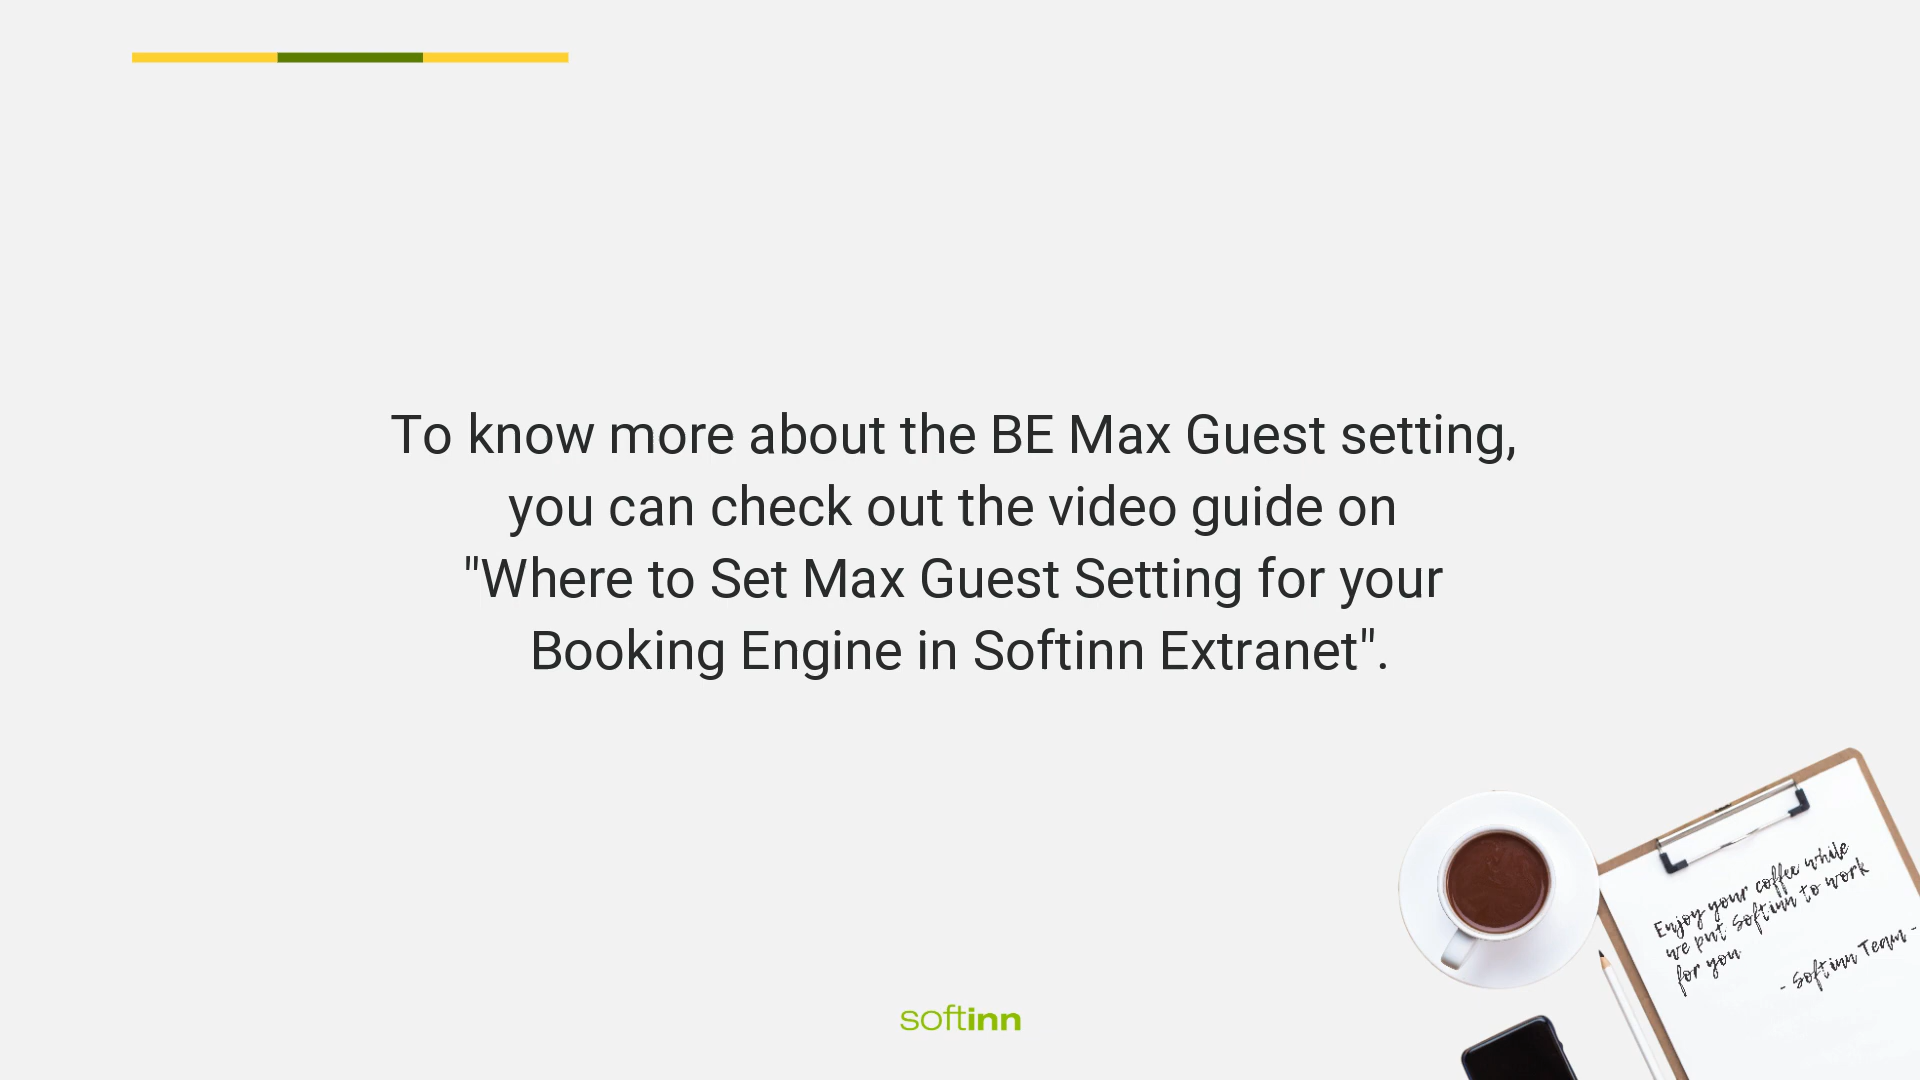 To know more about the BE Max Guest setting,
you can check out the video guide on
"Where to Set Max Guest Setting for your
Booking Engine in Softinn Extranet".
Enjoy your coffee while
we put Softinn to work
for you
- Softinn Team -
softinn